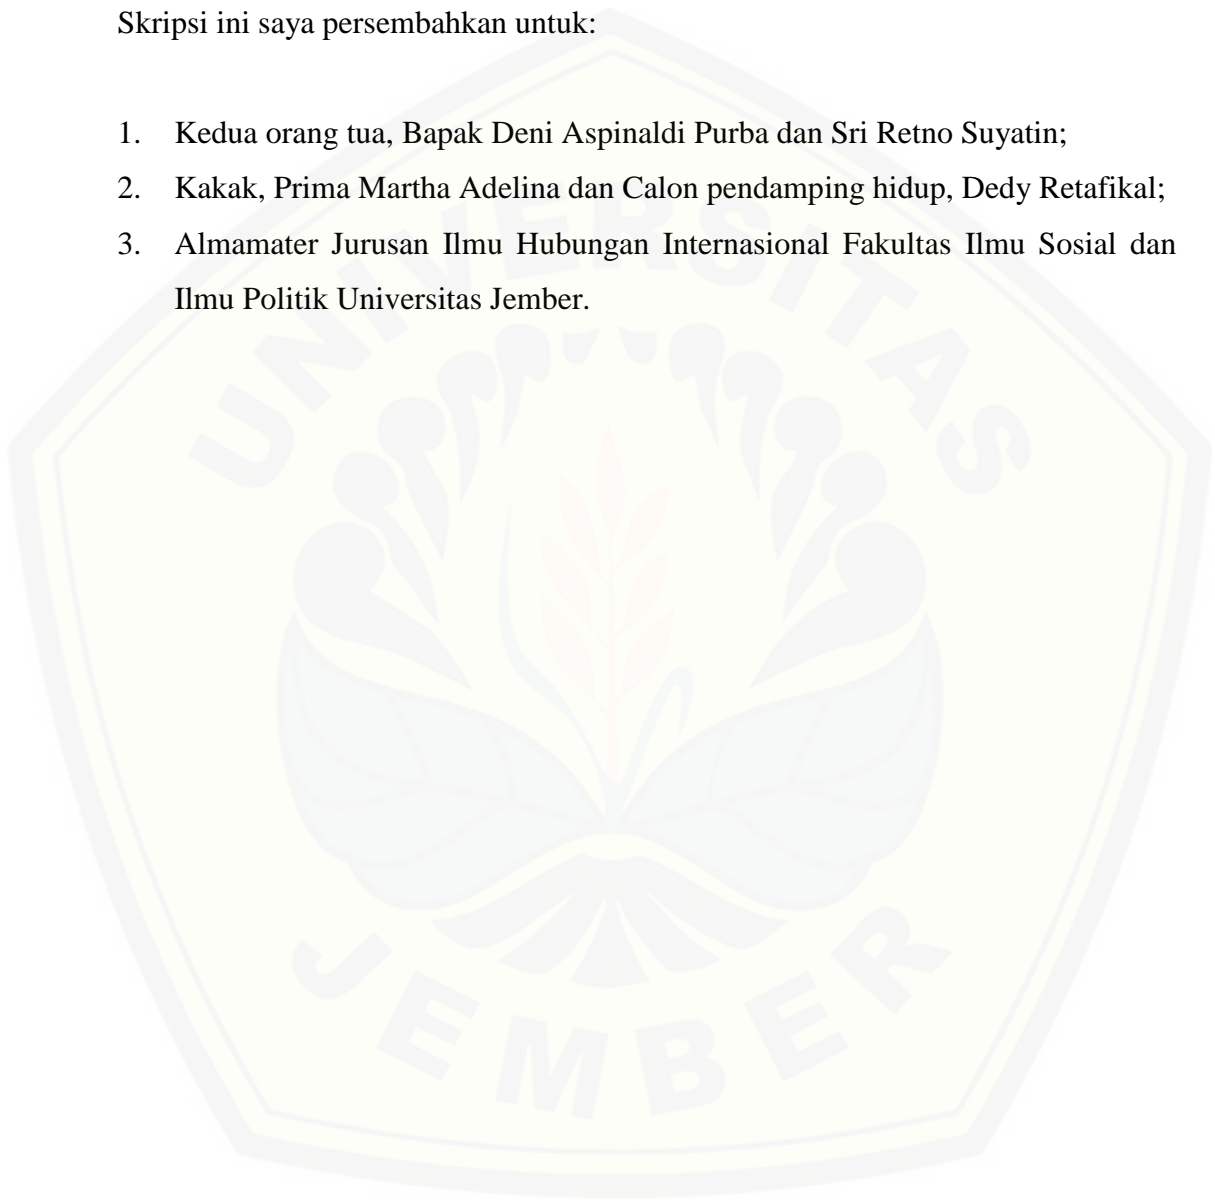 Skripsi ini saya persembahkan untuk:
1. Kedua orang tua, Bapak Deni Aspinaldi Purba dan Sri Retno Suyatin;
2. Kakak, Prima Martha Adelina dan Calon pendamping hidup, Dedy Retafikal;
3. Almamater Jurusan Ilmu Hubungan Internasional Fakultas Ilmu Sosial dan
Ilmu Politik Universitas Jember.
UNIVERSITAS
JEMBER